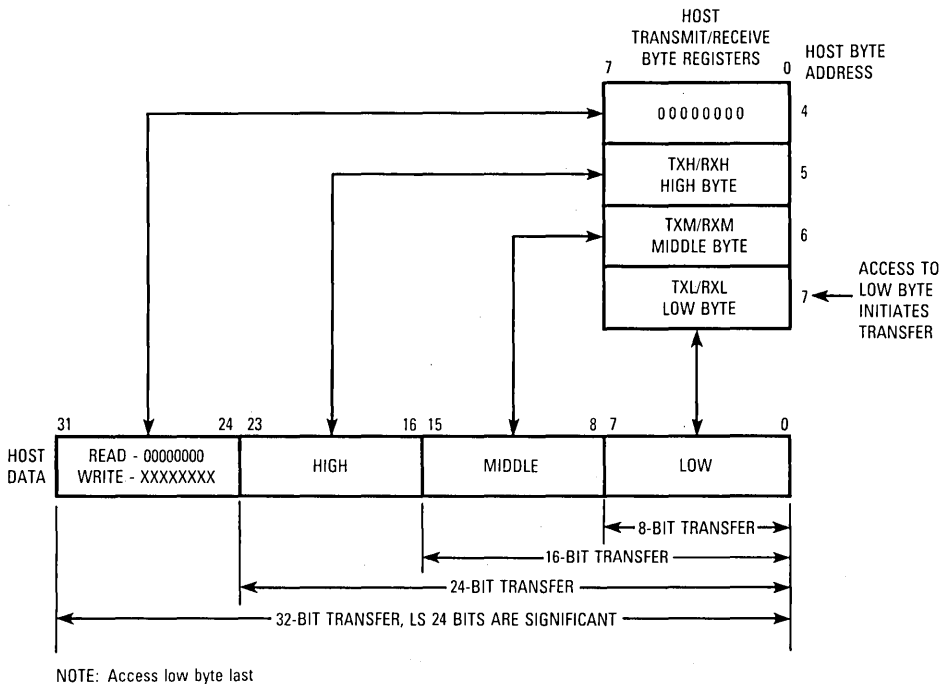 HOST
TRANSMIT/RECEIVE
BYTE REGISTERS
7 0
HOST BYTE
ADDRESS
00000000 4
TXH/RXH
HIGH BYTE
5
TXM/RXM
MIDDLE BYTE
6
TXL/RXL
LOW BYTE
7
ACCESS TO
LOW BYTE
INITIATES
TRANSFER
31 24 23 16 15 8 7 0
HOST
DATA
READ - 00000000
WRITE - XXXXXXXX
HIGH
MIDDLE
LOW
8-BIT TRANSFER
16-BIT TRANSFER
24-BIT TRANSFER
32-BIT TRANSFER, LS 24 BITS ARE SIGNIFICANT
NOTE: Access low byte last